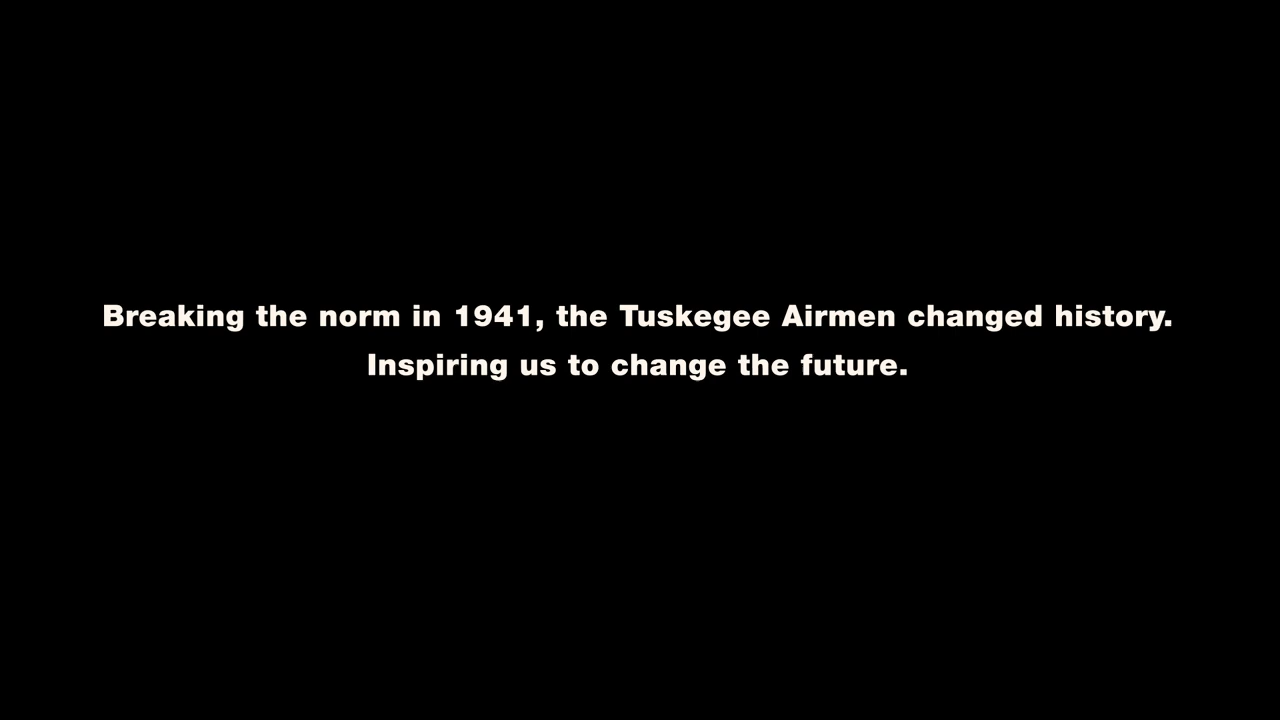 Breaking the norm in 1941, the Tuskegee Airmen changed history.
Inspiring us to change the future.